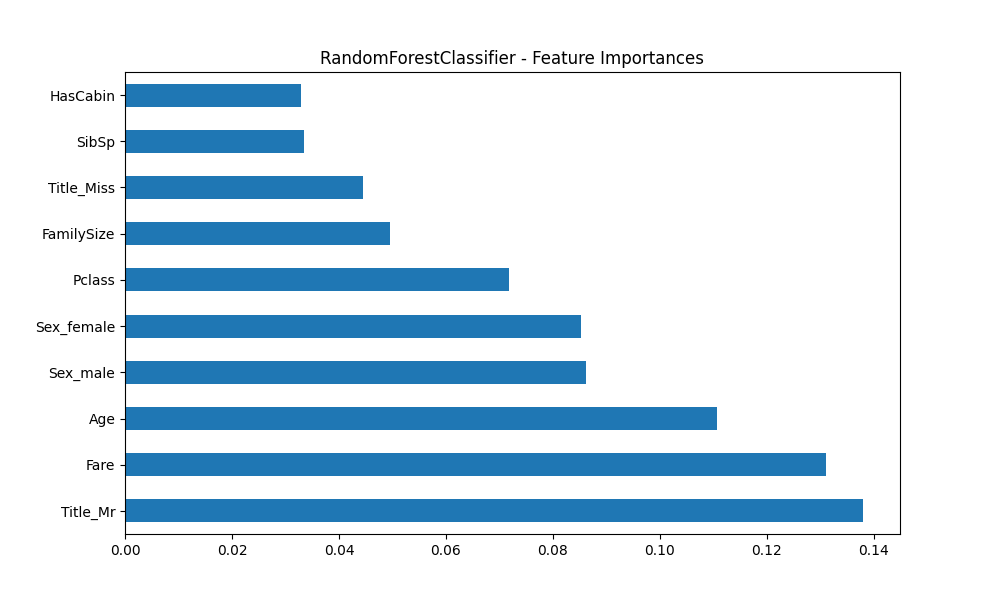 RandomForestClassifier - Feature Importances
HasCabin
SibSp
Title_Miss
FamilySize
Pclass
Sex_female
Sex_male
Age
Fare
Title_Mr
0.00 0.02 0.04 0.06 0.08 0.10 0.12 0.14